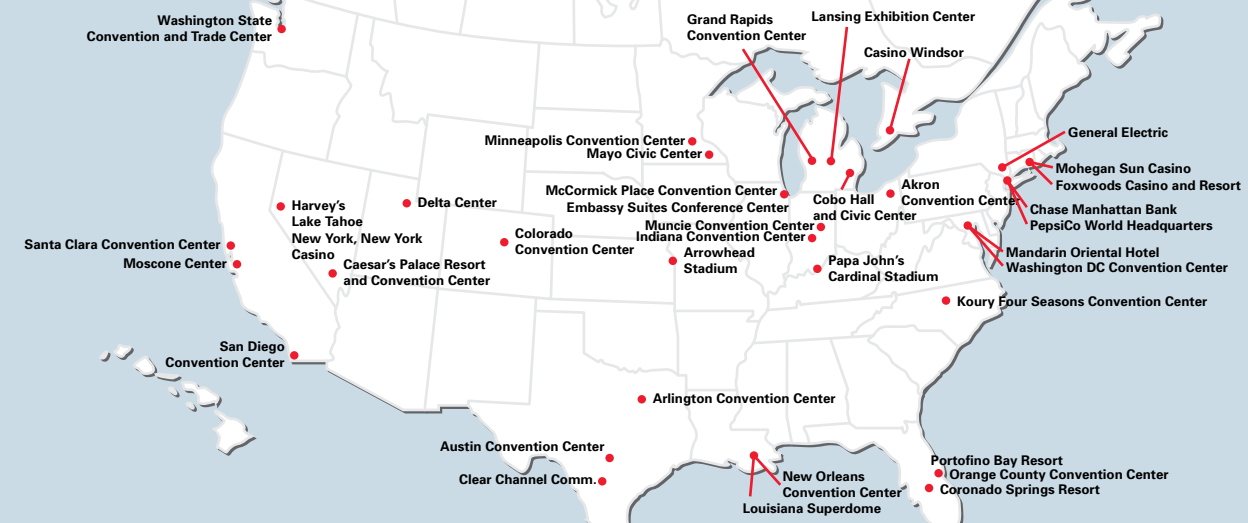 Washington State
Convention and Trade Center
Grand Rapids
Convention Center
Lansing Exhibition Center
Casino Windsor
General Electric
Minneapolis Convention Center
Mayo Civic Center
Mohegan Sun Casino
Foxwoods Casino and Resort
McCormick Place Convention Center
Embassy Suites Conference Center
Cobo Hall
and Civic Center
Akron
Convention Center
Chase Manhattan Bank
PepsiCo World Headquarters
Harvey's
Lake Tahoe
New York, New York
Casino
Delta Center
Colorado
Convention Center
Muncie Convention Center
Indiana Convention Center
Arrowhead
Stadium
Papa John's
Cardinal Stadium
Mandarin Oriental Hotel
Washington DC Convention Center
Santa Clara Convention Center
Moscone Center
Caesar's Palace Resort
and Convention Center
Koury Four Seasons Convention Center
San Diego
Convention Center
Arlington Convention Center
Austin Convention Center
Clear Channel Comm.
New Orleans
Convention Center
Louisiana Superdome
Portofino Bay Resort
Orange County Convention Center
Coronado Springs Resort